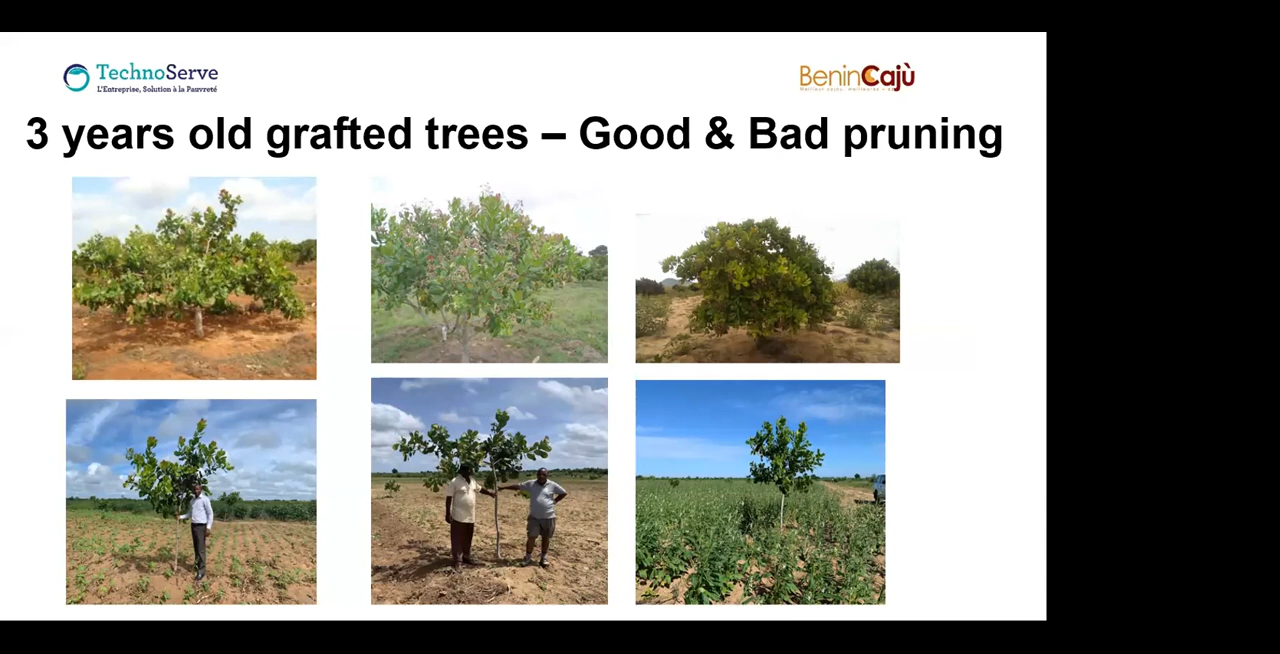 TechnoServe
L'Entreprise, Solution à la Pauvreté
BeninCajù
3 years old grafted trees – Good & Bad pruning